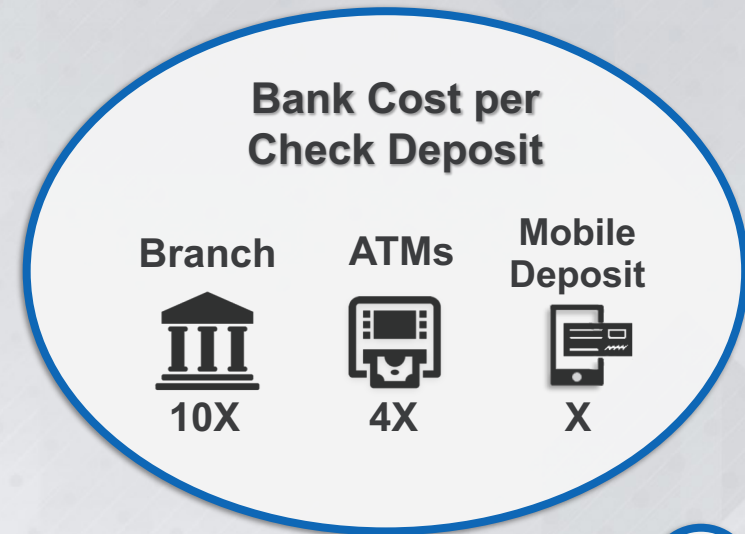 Bank Cost per
Check Deposit
Branch
ATMs
Mobile
Deposit
10X
4X
X